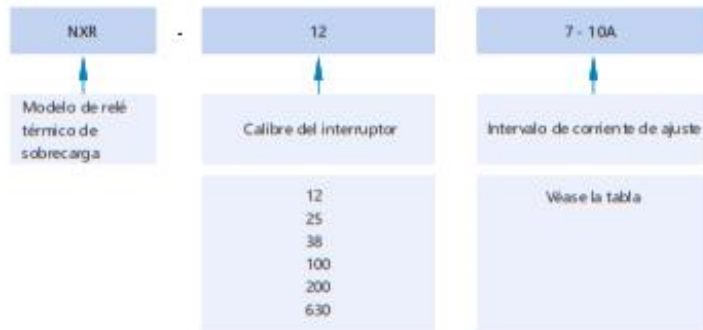 NXR - 12 7 - 10A
Modelo de relé
térmico de
sobrecarga
Calibre del interruptor
Intervalo de corriente de ajuste
12
25
38
100
200
630
Véase la tabla